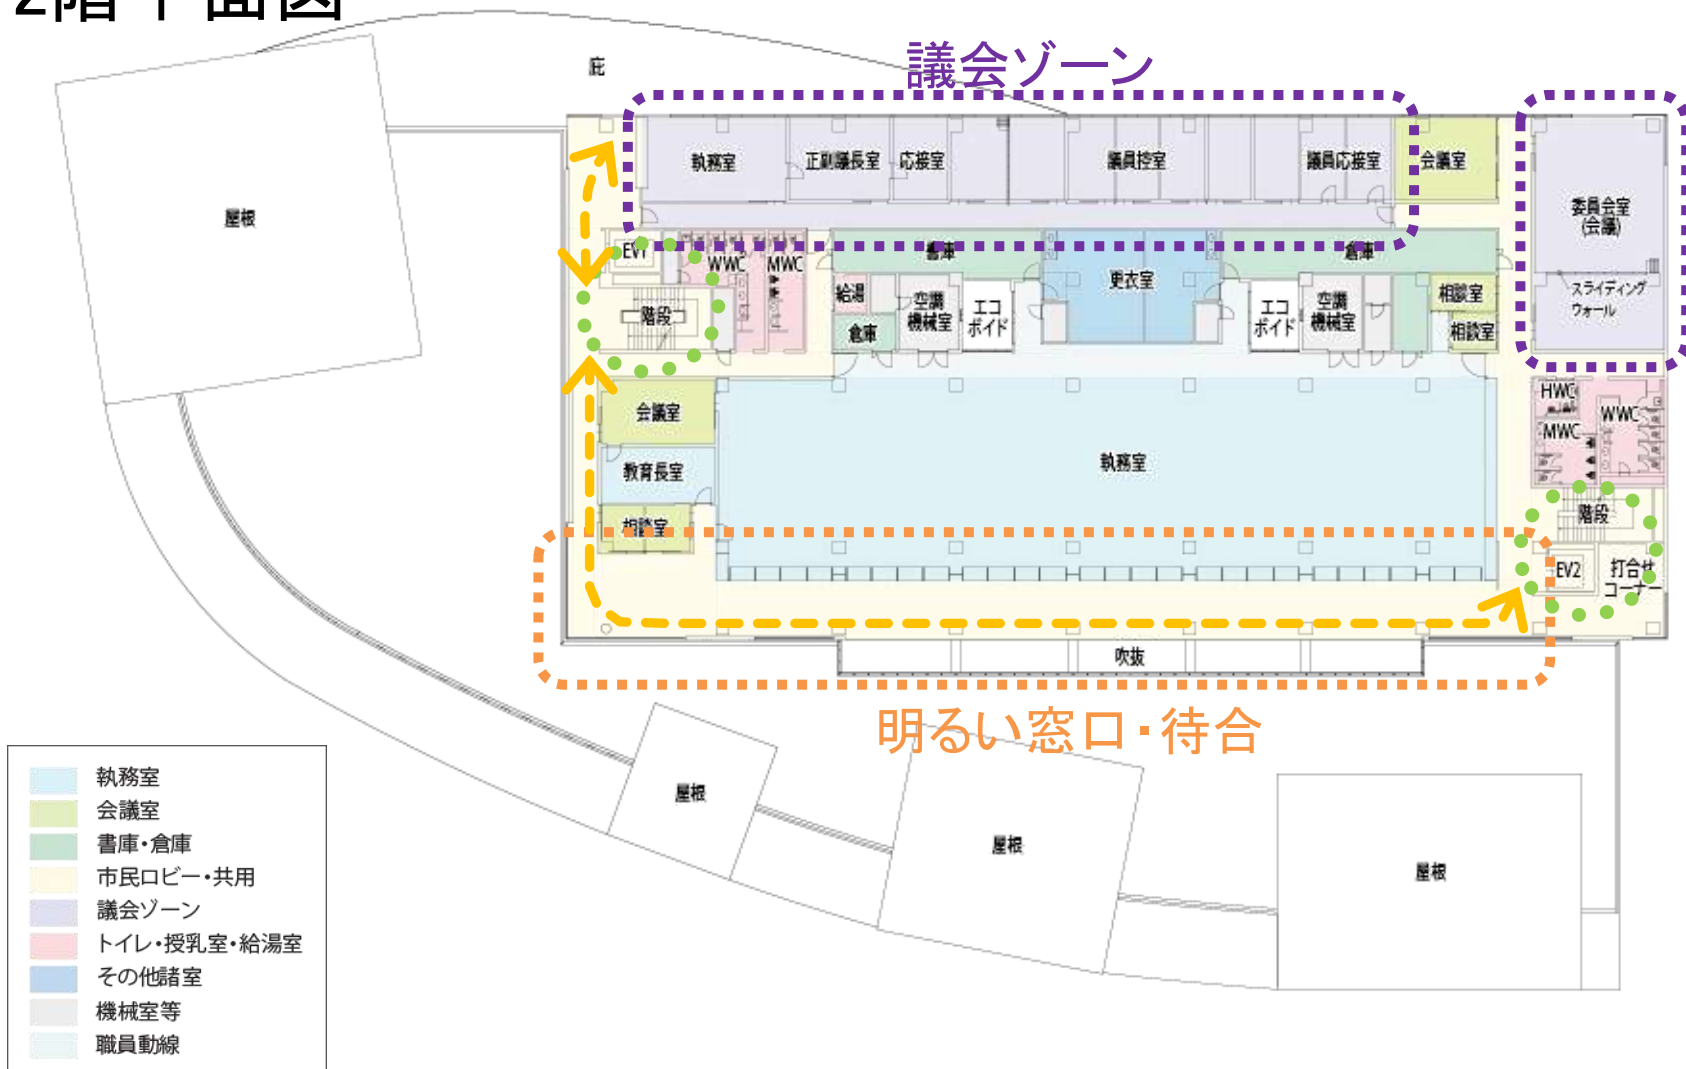 2階平面図
庇
議会ゾーン
執務室
正副議長室
応接室
議員控室
議員応接室
会議室
委員会室
(会議)
スライディング
ウォール
屋根
EV1
WWC
MWC
書庫
更衣室
倉庫
階段
給湯
倉庫
空調
機械室
エコ
ボイド
エコ
ボイド
空調
機械室
相談室
相談室
会議室
教育長室
相談室
執務室
HWC
WWC
MWC
階段
EV2
打合せ
コーナー
吹抜
明るい窓口・待合
屋根
屋根
屋根
執務室
会議室
書庫・倉庫
市民ロビー・共用
議会ゾーン
トイレ・授乳室・給湯室
その他諸室
機械室等
職員動線